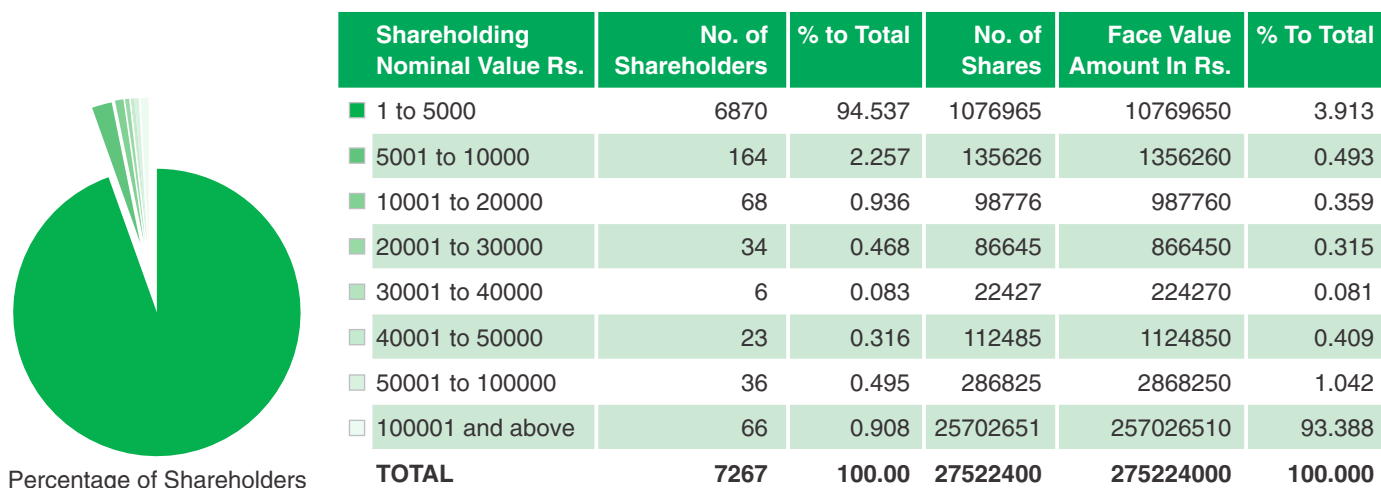 Shareholding Nominal Value Rs. No. of Shareholders % to Total No. of Shares Face Value Amount In Rs. % To Total
1 to 5000 6870 94.537 1076965 10769650 3.913
5001 to 10000 164 2.257 135626 1356260 0.493
10001 to 20000 68 0.936 98776 987760 0.359
20001 to 30000 34 0.468 86645 866450 0.315
30001 to 40000 6 0.083 22427 224270 0.081
40001 to 50000 23 0.316 112485 1124850 0.409
50001 to 100000 36 0.495 286825 2868250 1.042
100001 and above 66 0.908 25702651 257026510 93.388
TOTAL 7267 100.00 27522400 275224000 100.000
Percentage of Shareholders